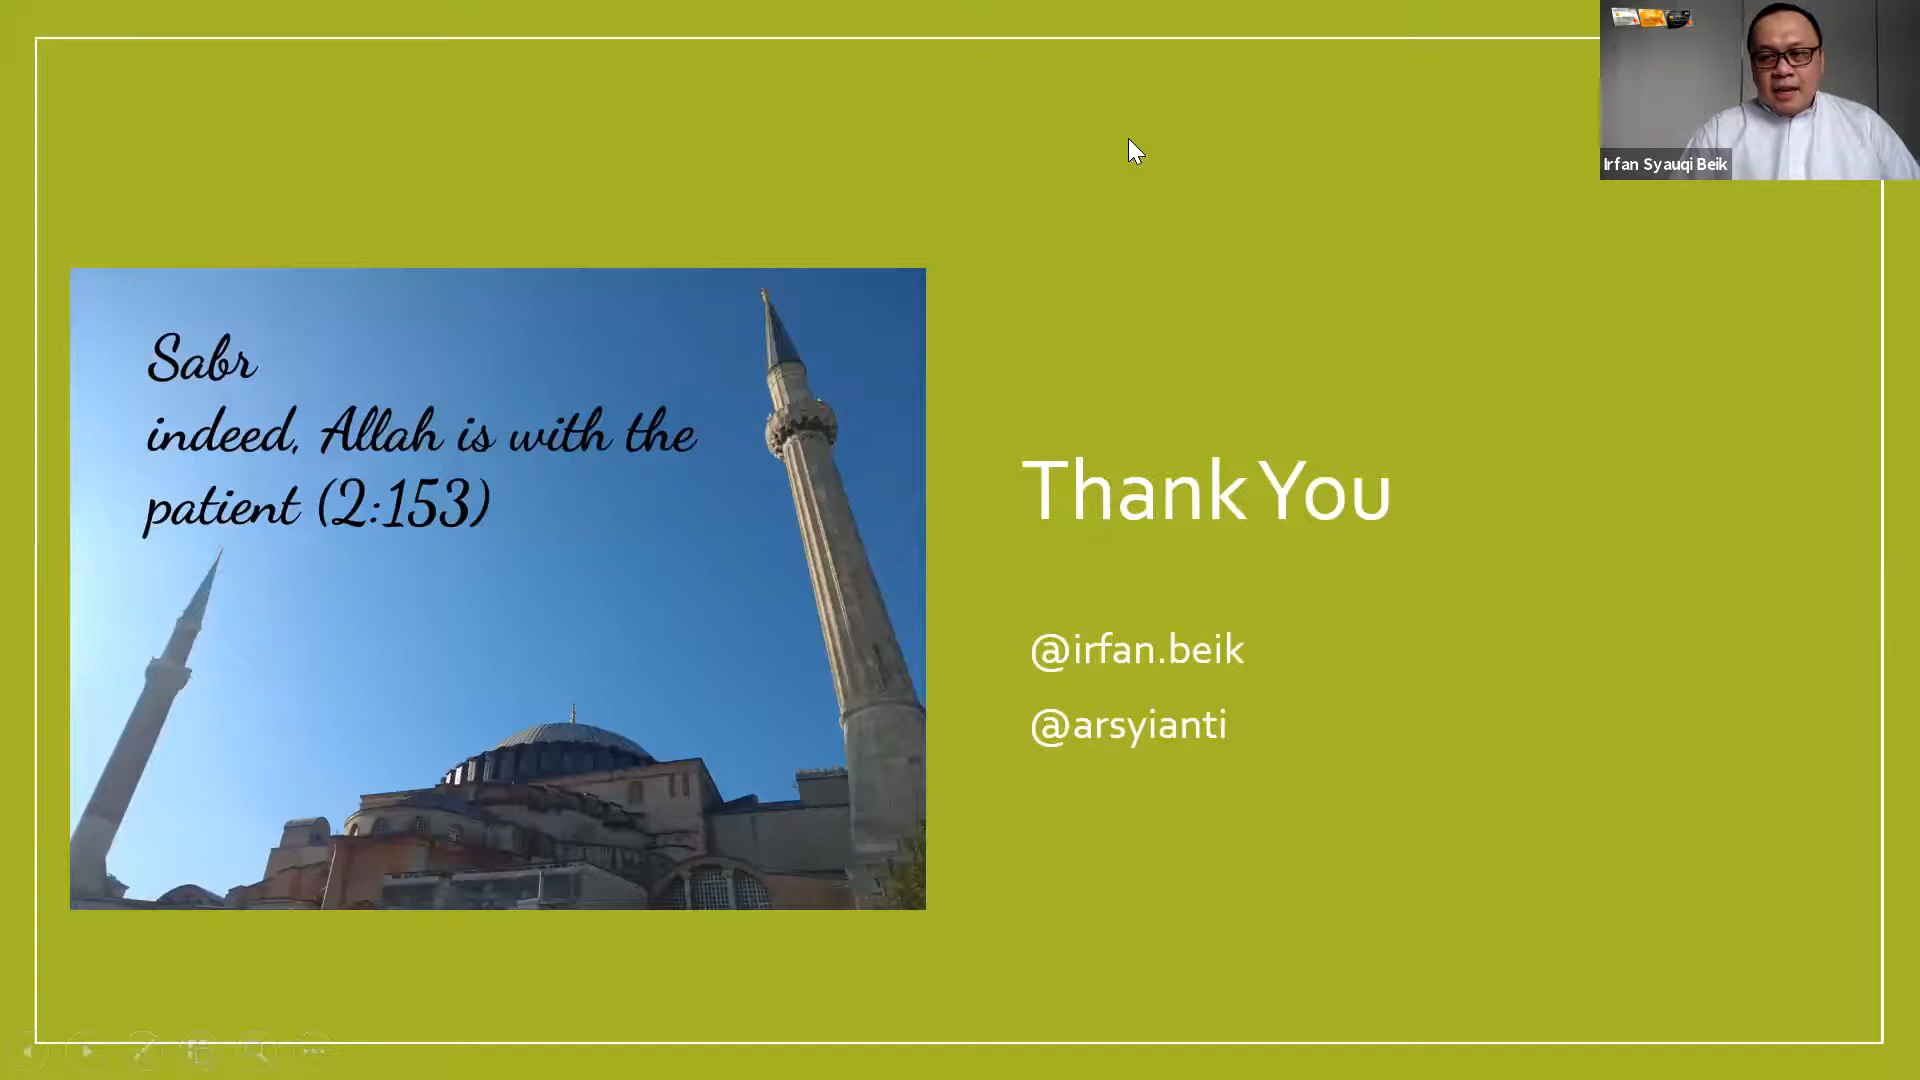 Irfan Syauqi Beik
Sabr
indeed, Allah is with the
patient (2:153)
Thank You
@irfan.beik
@arsyianti